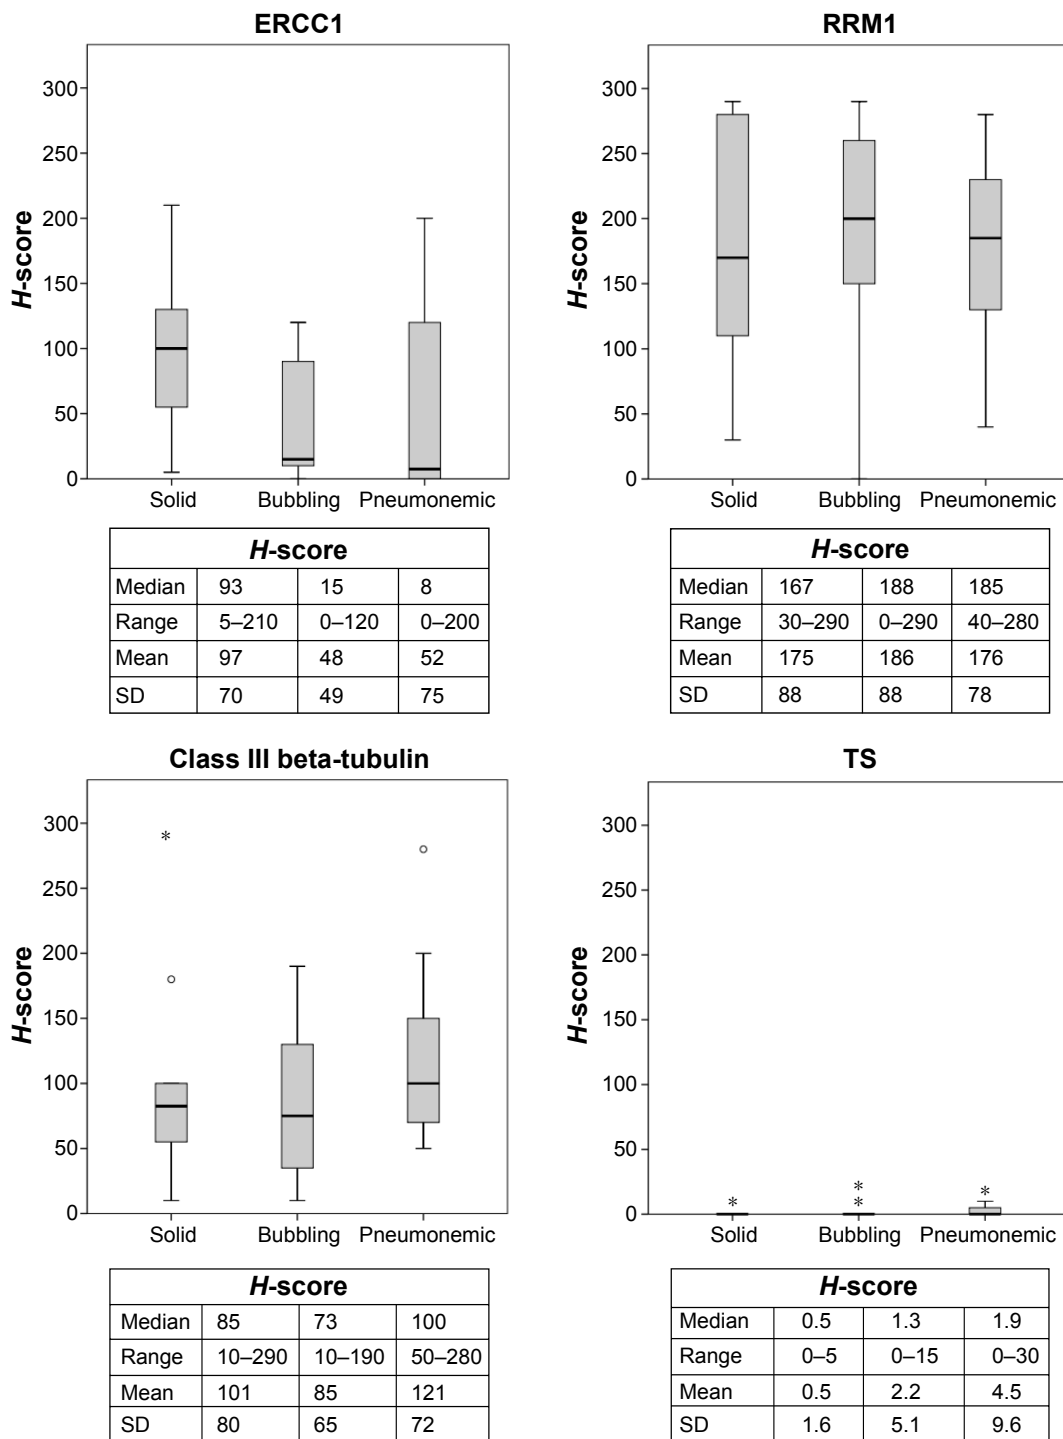 ERCC1
300
250
200
150
100
50
0
H-score
Solid Bubbling Pneumonemic
H-score
Median 93 15 8
Range 5–210 0–120 0–200
Mean 97 48 52
SD 70 49 75
RRM1
300
250
200
150
100
50
0
H-score
Solid Bubbling Pneumonemic
H-score
Median 167 188 185
Range 30–290 0–290 40–280
Mean 175 186 176
SD 88 88 78
Class III beta-tubulin
300
250
200
150
100
50
0
H-score
Solid Bubbling Pneumonemic
H-score
Median 85 73 100
Range 10–290 10–190 50–280
Mean 101 85 121
SD 80 65 72
TS
300
250
200
150
100
50
0
H-score
Solid Bubbling Pneumonemic
H-score
Median 0.5 1.3 1.9
Range 0–5 0–15 0–30
Mean 0.5 2.2 4.5
SD 1.6 5.1 9.6